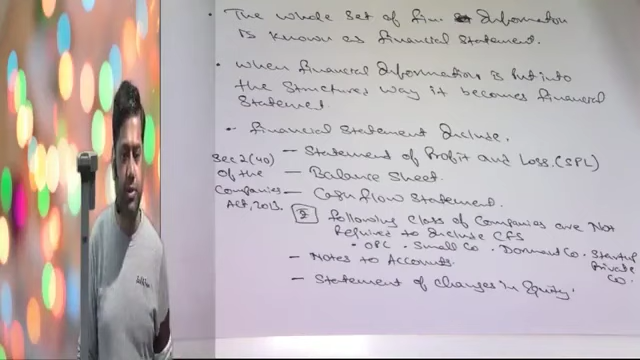 • The whole set of fin. Information
is known as financial statement.
• When financial Information is put into
the structures way it becomes financial
Statement.
- Financial statement Include.
- Statement of Profit and Loss. (SPL)
Sec 2(40)
of the
Companies
Act, 2013.
- Balance Sheet.
- Cash flow statement.
Following class of Companies are Not
Required to Include CFS
• OPC • Small Co • Dormant Co • Startup
Private
Co.
- Notes to Accounts.
- Statement of Changes in Equity.